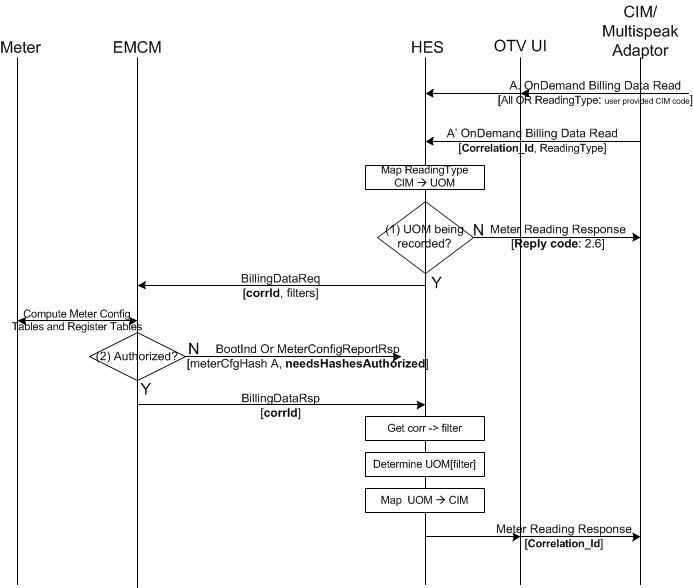 CIM/
Multispeak
Adaptor
Meter
EMCM
HES
OTV UI
A. OnDemand Billing Data Read
[All OR ReadingType: user provided CIM code]
A' OnDemand Billing Data Read
[Correlation_Id, ReadingType]
Map ReadingType
CIM → UOM
(1) UOM being
recorded?
N
Meter Reading Response
[Reply code: 2.6]
Y
BillingDataReq
[corrId, filters]
Compute Meter Config
Tables and Register Tables
(2) Authorized?
N
BootInd Or MeterConfigReportRsp
[meterCfgHash A, needsHashesAuthorized]
Y
BillingDataRsp
[corrId]
Get corr -> filter
Determine UOM[filter]
Map UOM → CIM
Meter Reading Response
[Correlation_Id]